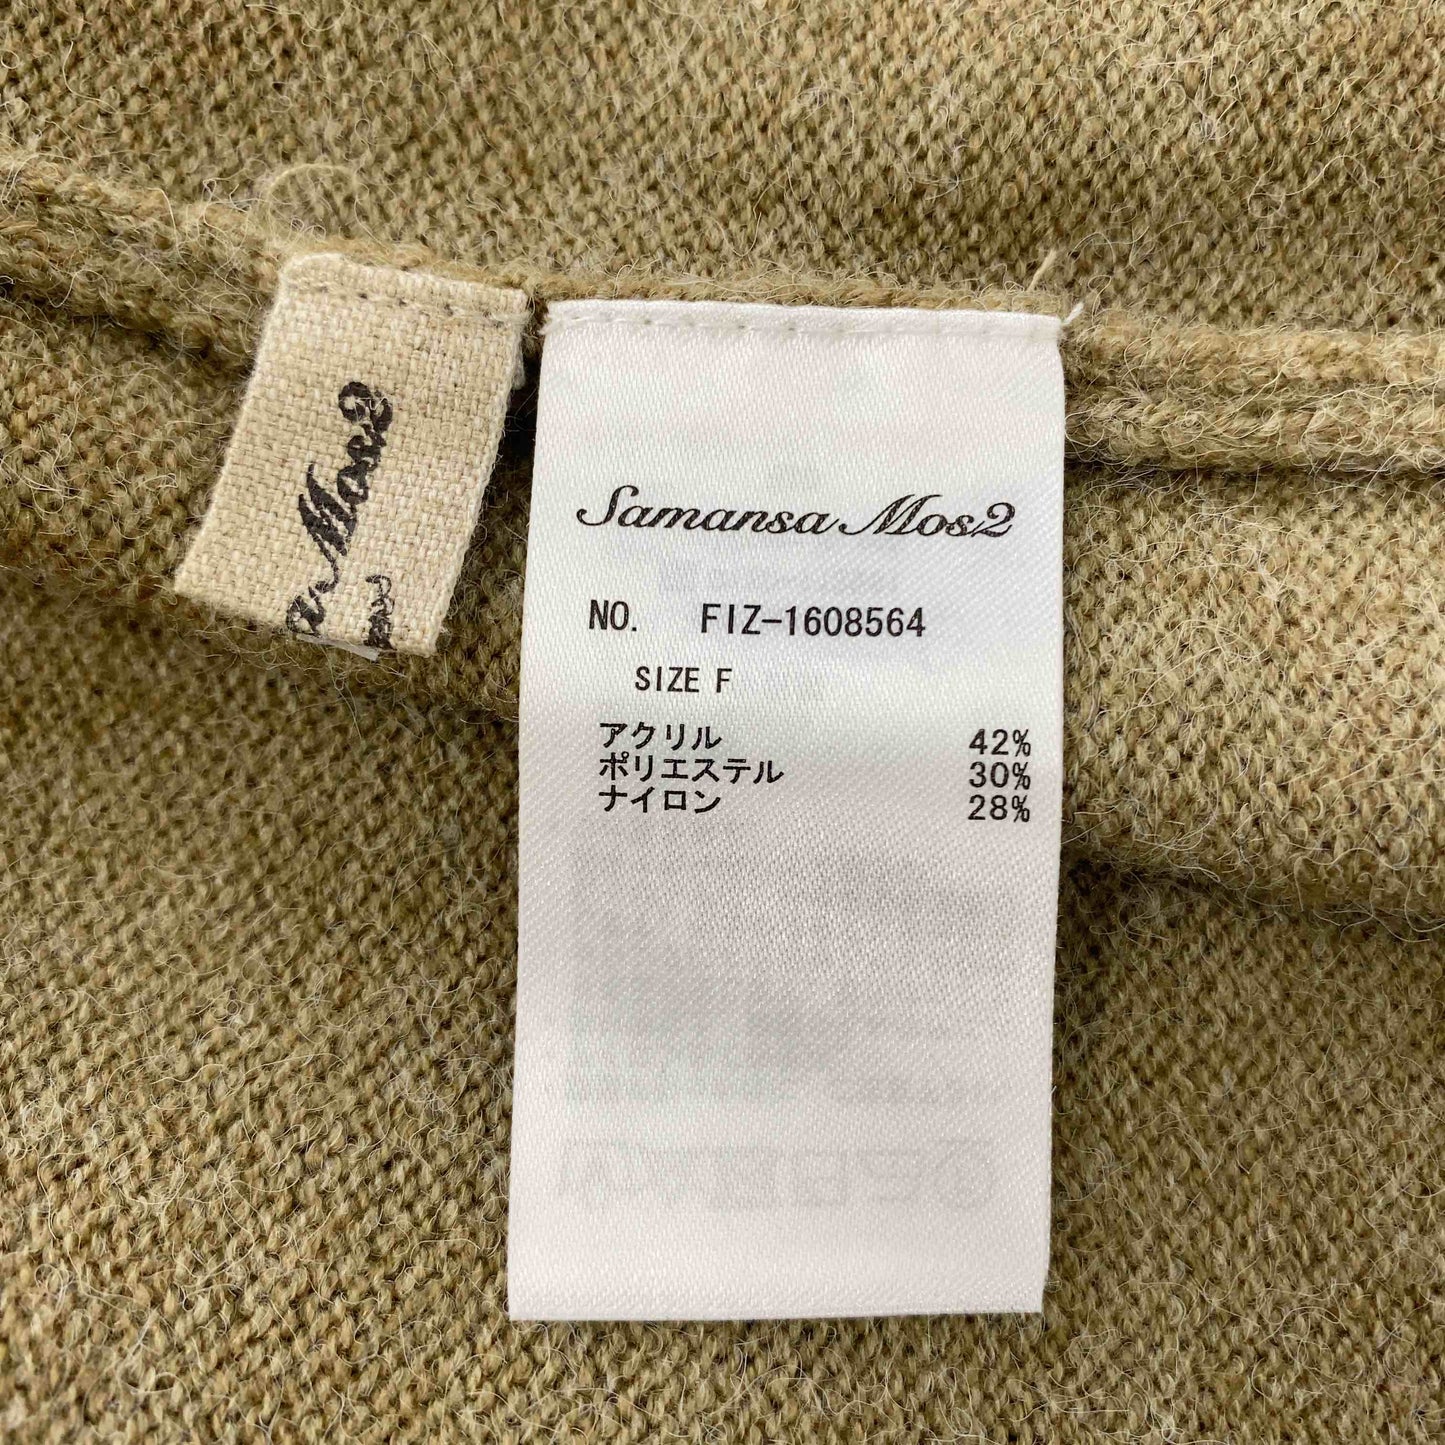 a Mos2
Samansa Mos2
NO. FIZ-1608564
SIZE F
アクリル 42%
ポリエステル 30%
ナイロン 28%